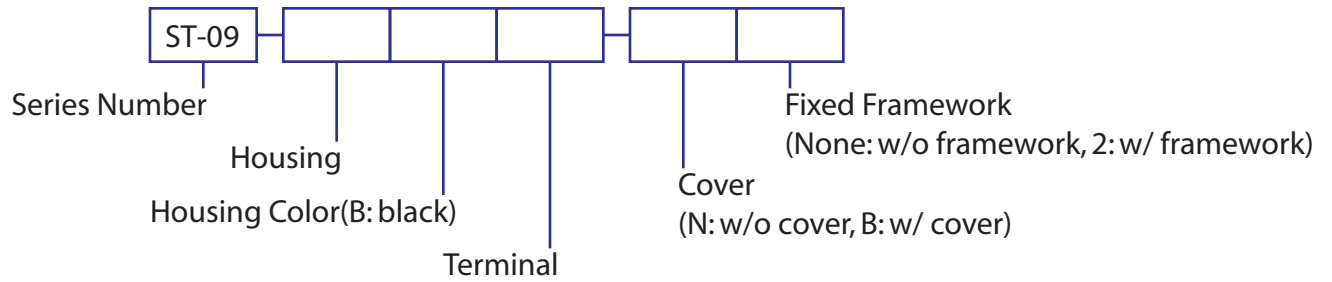 ST-09
Series Number
Housing
Housing Color(B: black)
Terminal
Fixed Framework
(None: w/o framework, 2: w/ framework)
Cover
(N: w/o cover, B: w/ cover)